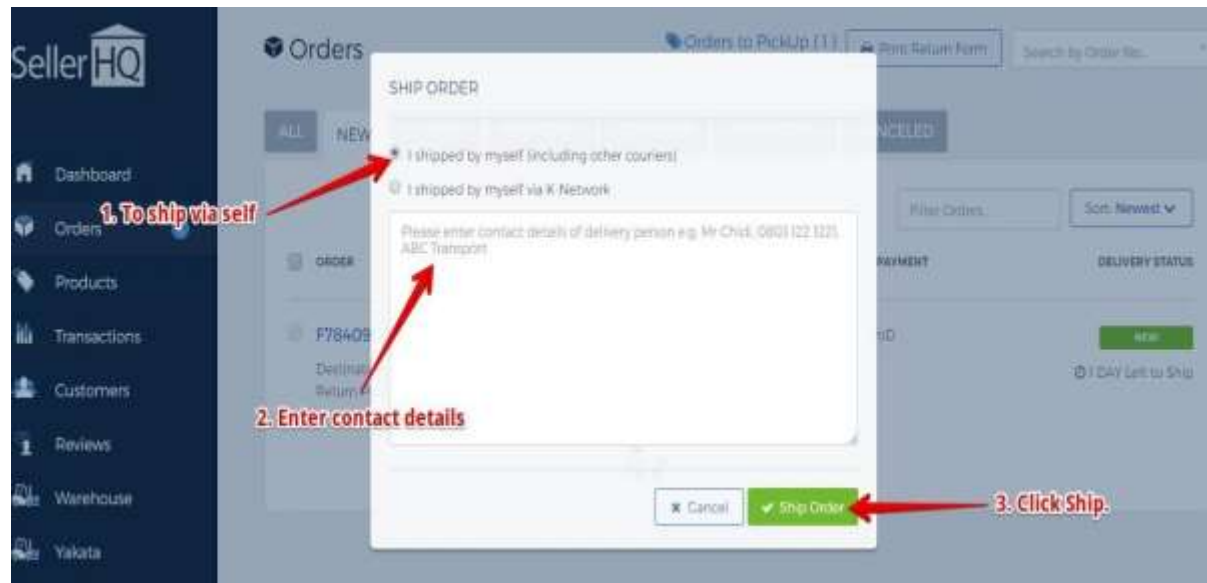 SellerHQ
Orders
Orders to PickUp (1)
Print Return Form
Search by Order No...
SHIP ORDER
ALL
NEW
I shipped by myself (including other couriers)
I shipped by myself via K-Network
Please enter contact details of delivery person e.g. Mr Chidi, 0803 122 1221,
ABC Transport
Dashboard
Orders
Products
Transactions
Customers
Reviews
Warehouse
Yakata
1. To ship via self
2. Enter contact details
3. Click Ship.
Filter Orders...
Sort: Newest
ORDER
PAYMENT
DELIVERY STATUS
F78409
NEW
1 DAY Left to Ship
Return
Cancel
Ship Order